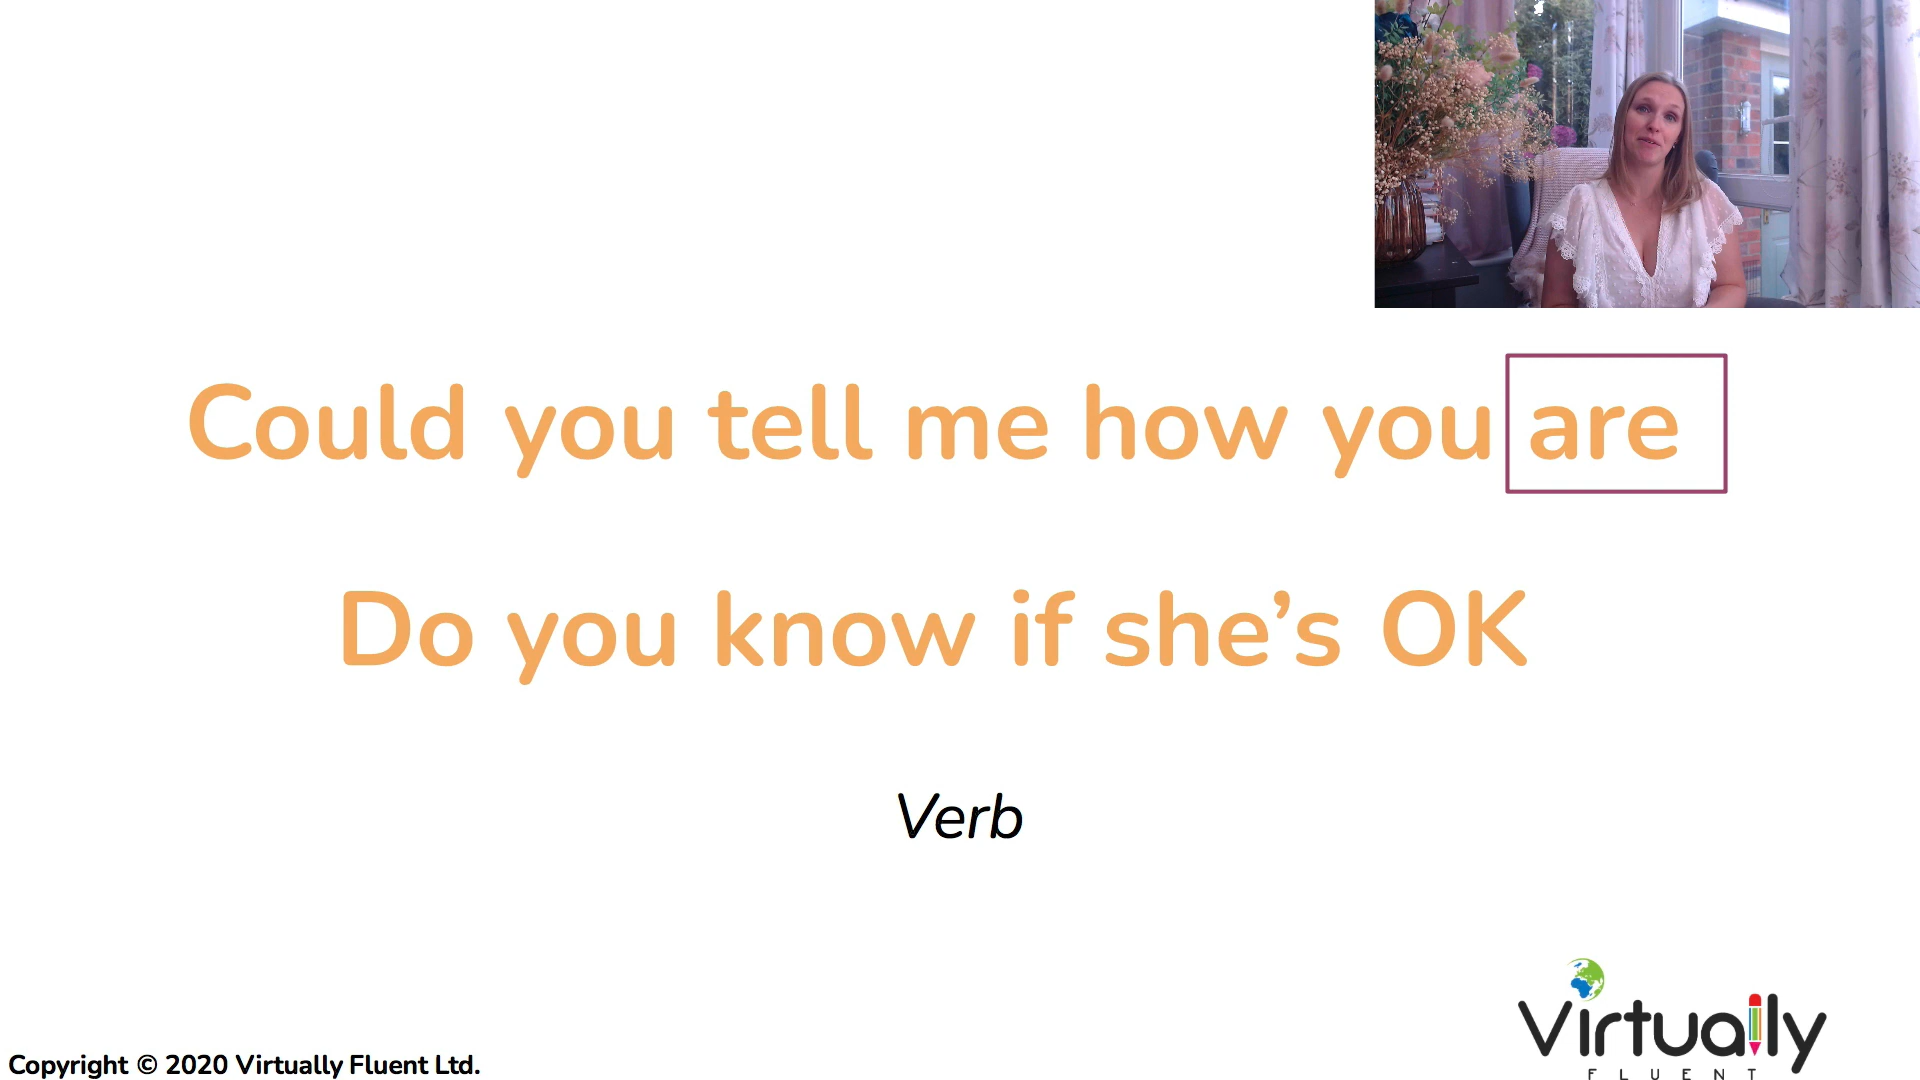 Could you tell me how you are
Do you know if she's OK
Verb
Virtually
FLUENT
Copyright © 2020 Virtually Fluent Ltd.